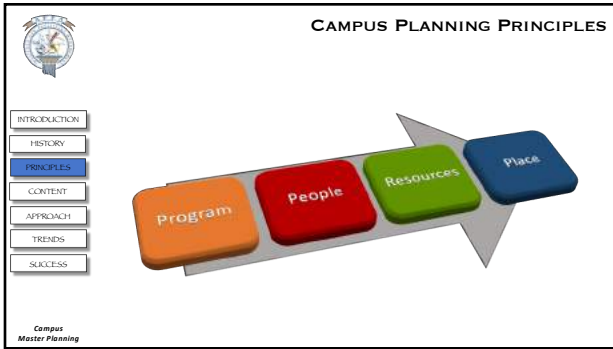 CAMPUS PLANNING PRINCIPLES
INTRODUCTION
HISTORY
PRINCIPLES
CONTENT
APPROACH
TRENDS
SUCCESS
Program
People
Resources
Place
Campus
Master Planning